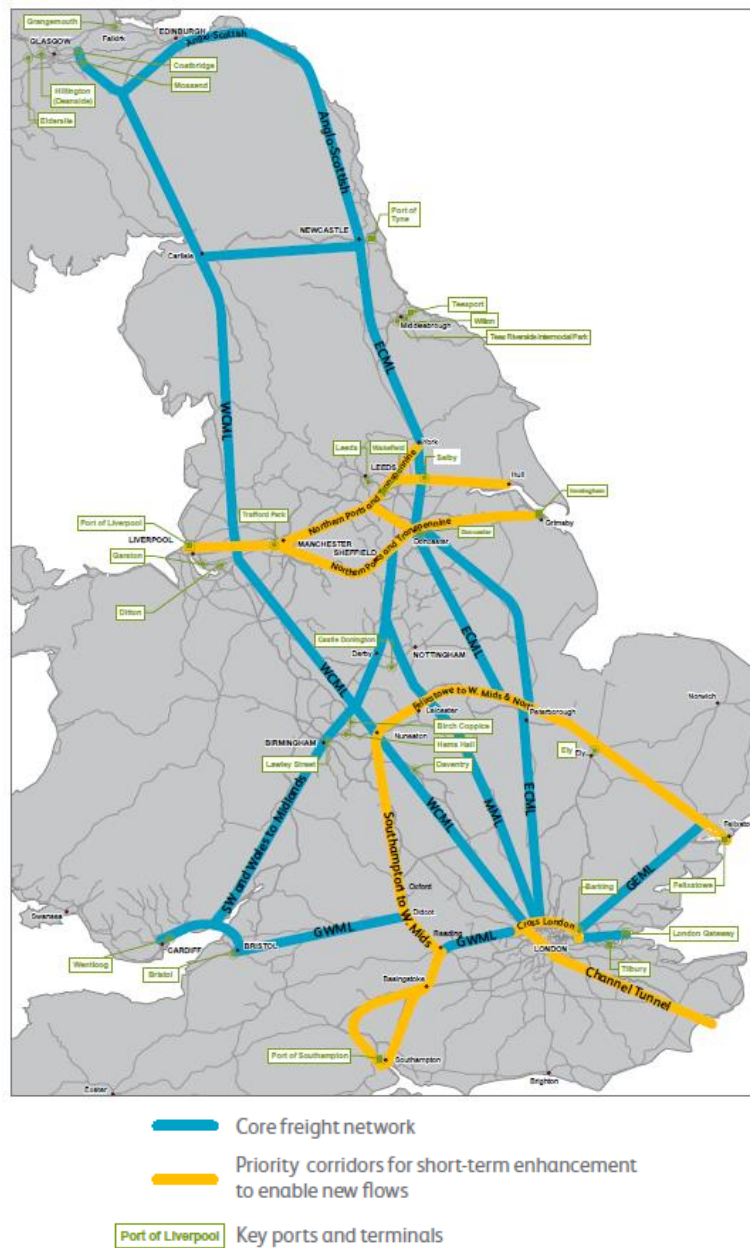 Grangemouth
EDINBURGH
Falkirk
GLASGOW
Anglo-Scottish
Coatbridge
Mossend
Hillington
(Deanside)
Elderslie
Anglo-Scottish
Port of
Tyne
NEWCASTLE
Carlisle
Teesport
Wilton
Middlesbrough
Tees Riverside Intermodal Park
ECML
WCML
York
Leeds
Wakefield
Selby
LEEDS
Hull
Northern Ports and Transpennine
Immingham
Trafford Park
Port of Liverpool
Grimsby
Doncaster
LIVERPOOL
MANCHESTER
Doncaster
SHEFFIELD
Garston
Northern Ports and Transpennine
Ditton
Castle Donington
ECML
Derby
NOTTINGHAM
WCML
Felixstowe to W. Mids &
Norwich
Leicester
Peterborough
Birch Coppice
Nuneaton
BIRMINGHAM
Hams Hall
Ely
Ely
Lawley Street
Daventry
WCML
MML
ECML
Southampton to W. Mids
SW and Wales to Midlands
Felixsto
GEML
Oxford
Barking
Felixstowe
Swansea
Didcot
GWML
Cross London
CARDIFF
BRISTOL
Reading
GWML
London Gateway
Wentloog
LONDON
Tilbury
Bristol
Channel Tunnel
Basingstoke
Port of Southampton
Southampton
Brighton
Exeter
Core freight network
Priority corridors for short-term enhancement
to enable new flows
Port of Liverpool
Key ports and terminals